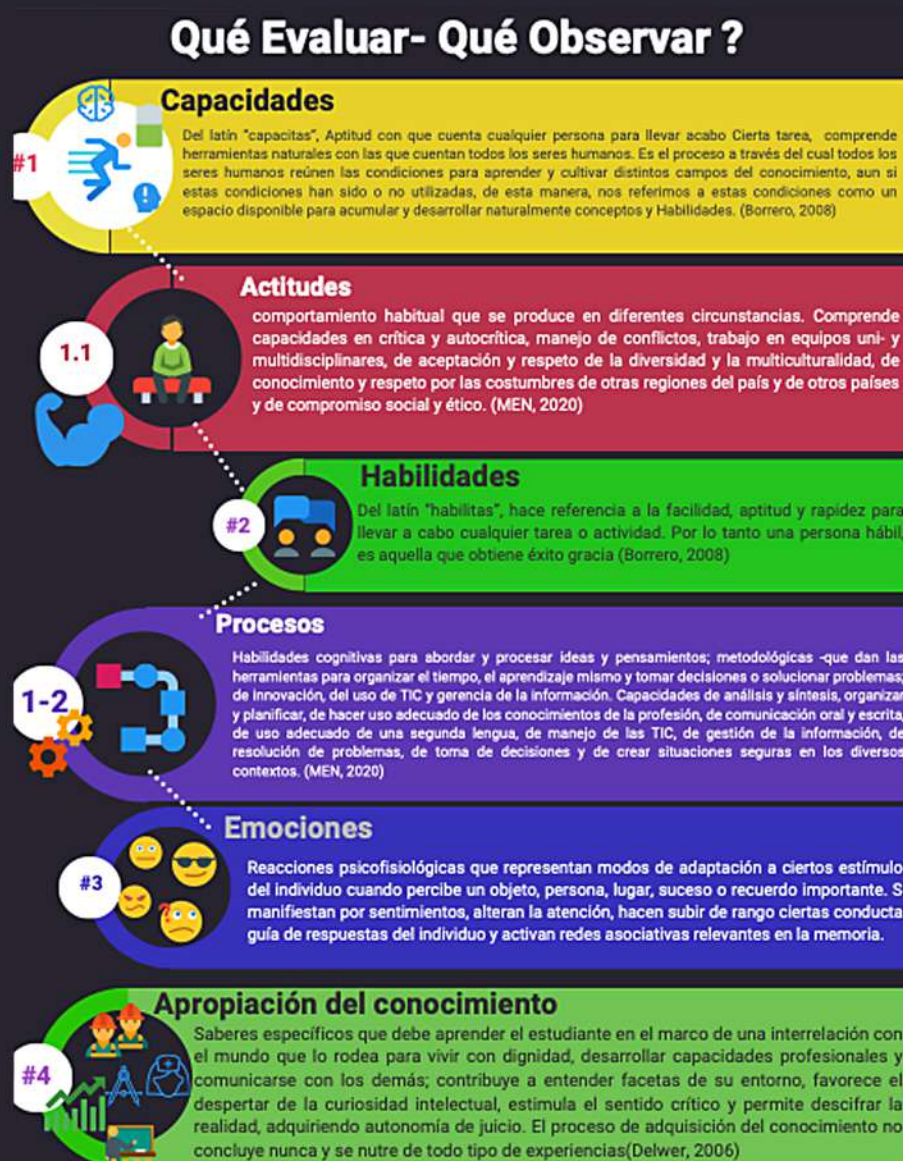 Qué Evaluar- Qué Observar ?
Capacidades
#1
Del latín "capacitas", Aptitud con que cuenta cualquier persona para llevar acabo Cierta tarea, comprende
herramientas naturales con las que cuentan todos los seres humanos. Es el proceso a través del cual todos los
seres humanos reúnen las condiciones para aprender y cultivar distintos campos del conocimiento, aun si
estas condiciones han sido o no utilizadas, de esta manera, nos referimos a estas condiciones como un
espacio disponible para acumular y desarrollar naturalmente conceptos y Habilidades. (Borrero, 2008)
Actitudes
1.1
comportamiento habitual que se produce en diferentes circunstancias. Comprende
capacidades en crítica y autocrítica, manejo de conflictos, trabajo en equipos uni- y
multidisciplinares, de aceptación y respeto de la diversidad y la multiculturalidad, de
conocimiento y respeto por las costumbres de otras regiones del país y de otros países
y de compromiso social y ético. (MEN, 2020)
Habilidades
#2
Del latín "habilitas", hace referencia a la facilidad, aptitud y rapidez para
llevar a cabo cualquier tarea o actividad. Por lo tanto una persona hábil,
es aquella que obtiene éxito gracia (Borrero, 2008)
Procesos
1-2
Habilidades cognitivas para abordar y procesar ideas y pensamientos; metodológicas -que dan las
herramientas para organizar el tiempo, el aprendizaje mismo y tomar decisiones o solucionar problemas;
de innovación, del uso de TIC y gerencia de la información. Capacidades de análisis y síntesis, organizar
y planificar, de hacer uso adecuado de los conocimientos de la profesión, de comunicación oral y escrita,
de uso adecuado de una segunda lengua, de manejo de las TIC, de gestión de la información, de
resolución de problemas, de toma de decisiones y de crear situaciones seguras en los diversos
contextos. (MEN, 2020)
Emociones
#3
Reacciones psicofisiológicas que representan modos de adaptación a ciertos estímulo
del individuo cuando percibe un objeto, persona, lugar, suceso o recuerdo importante. S
manifiestan por sentimientos, alteran la atención, hacen subir de rango ciertas conducta
guía de respuestas del individuo y activan redes asociativas relevantes en la memoria.
Apropiación del conocimiento
#4
Saberes específicos que debe aprender el estudiante en el marco de una interrelación con
el mundo que lo rodea para vivir con dignidad, desarrollar capacidades profesionales y
comunicarse con los demás; contribuye a entender facetas de su entorno, favorece el
despertar de la curiosidad intelectual, estimula el sentido crítico y permite descifrar la
realidad, adquiriendo autonomía de juicio. El proceso de adquisición del conocimiento no
concluye nunca y se nutre de todo tipo de experiencias(Delwer, 2006)